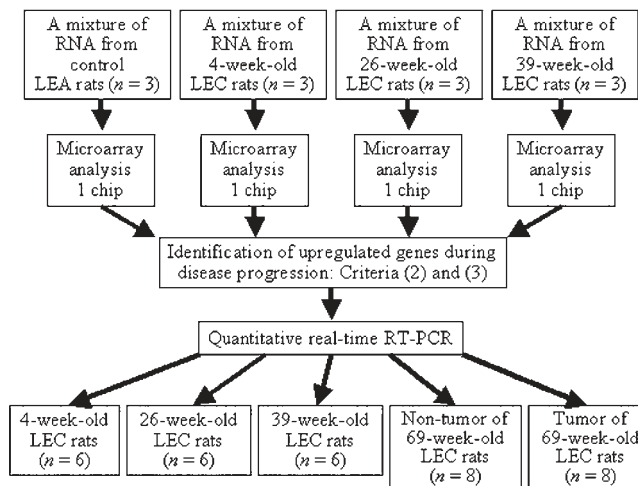 A mixture of
RNA from
control
LEA rats (n = 3)
A mixture of
RNA from
4-week-old
LEC rats (n = 3)
A mixture of
RNA from
26-week-old
LEC rats (n = 3)
A mixture of
RNA from
39-week-old
LEC rats (n = 3)
Microarray
analysis
1 chip
Microarray
analysis
1 chip
Microarray
analysis
1 chip
Microarray
analysis
1 chip
Identification of upregulated genes during
disease progression: Criteria (2) and (3)
Quantitative real-time RT-PCR
4-week-old
LEC rats
(n = 6)
26-week-old
LEC rats
(n = 6)
39-week-old
LEC rats
(n = 6)
Non-tumor of
69-week-old
LEC rats
(n = 8)
Tumor of
69-week-old
LEC rats
(n = 8)